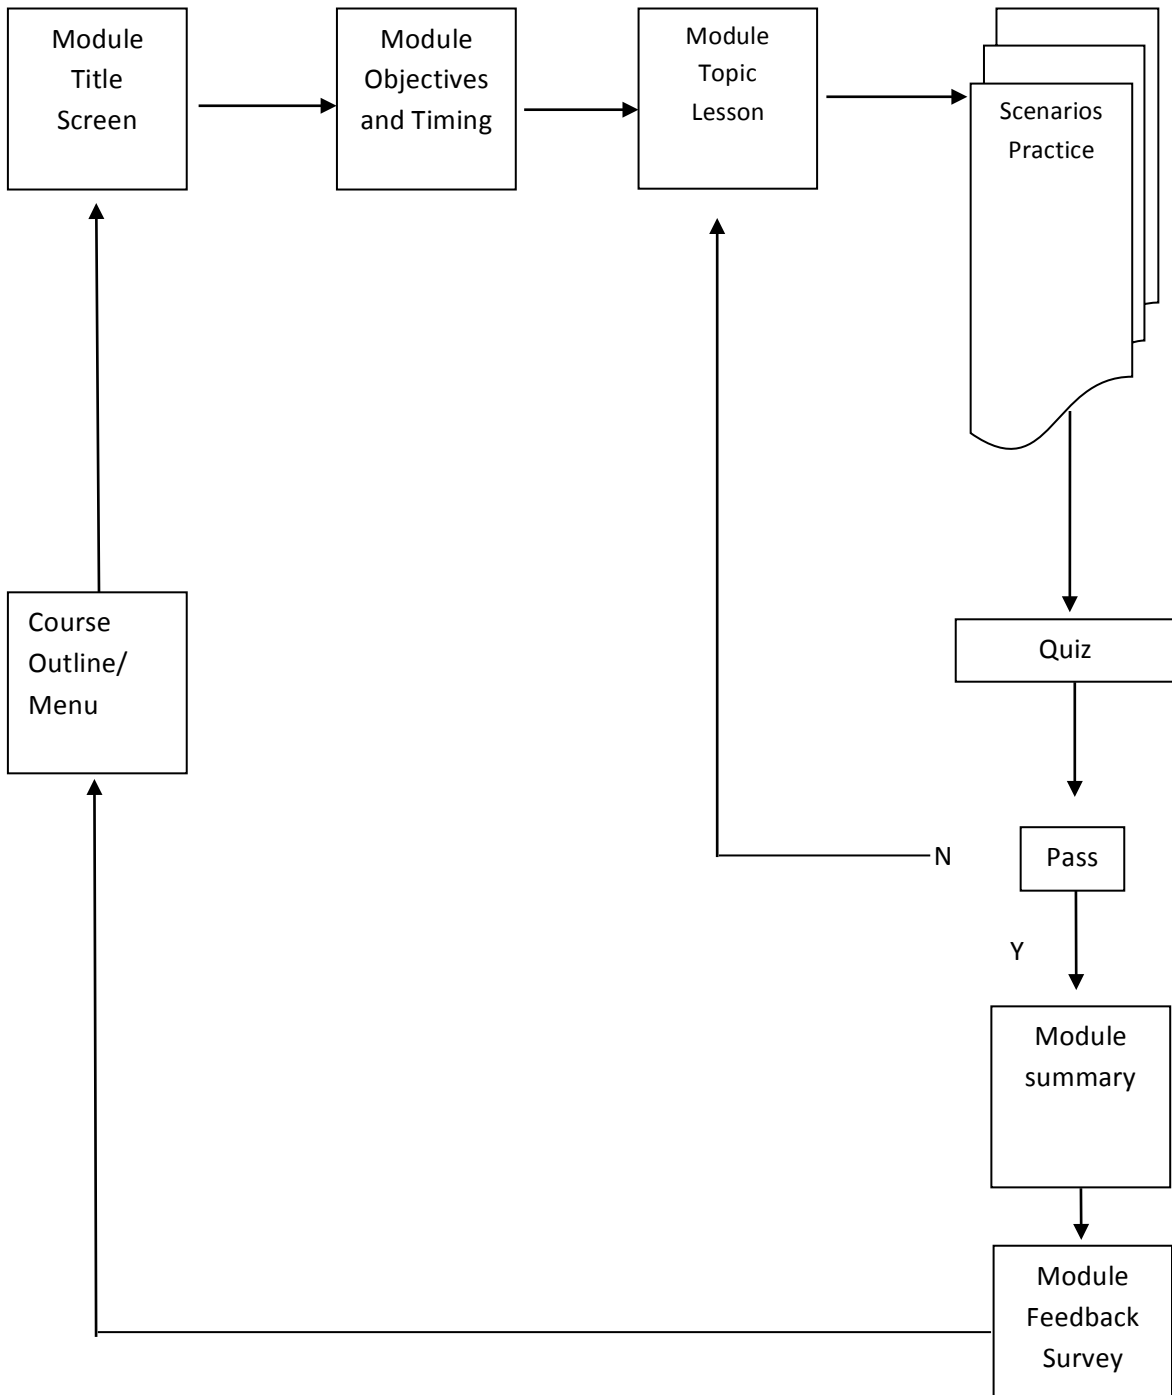 Module
Title
Screen
Module
Objectives
and Timing
Module
Topic
Lesson
Scenarios
Practice
Course
Outline/
Menu
Quiz
N
Pass
Y
Module
summary
Module
Feedback
Survey